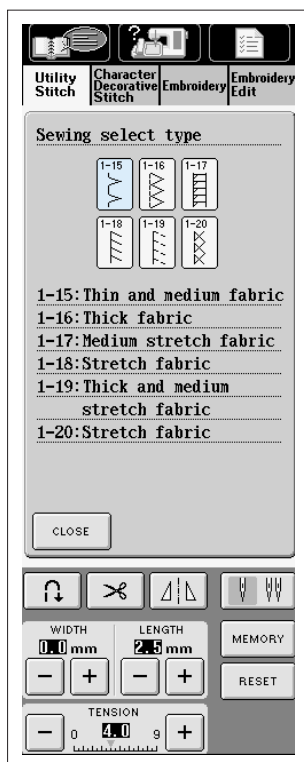 Utility
Stitch
Character
Decorative
Stitch
Embroidery
Embroidery
Edit
Sewing select type
1-15
1-16
1-17
1-18
1-19
1-20
1-15:Thin and medium fabric
1-16:Thick fabric
1-17:Medium stretch fabric
1-18:Stretch fabric
1-19:Thick and medium
stretch fabric
1-20:Stretch fabric
CLOSE
WIDTH
0.0 mm
LENGTH
2.5 mm
MEMORY
RESET
TENSION
0 4.0 9